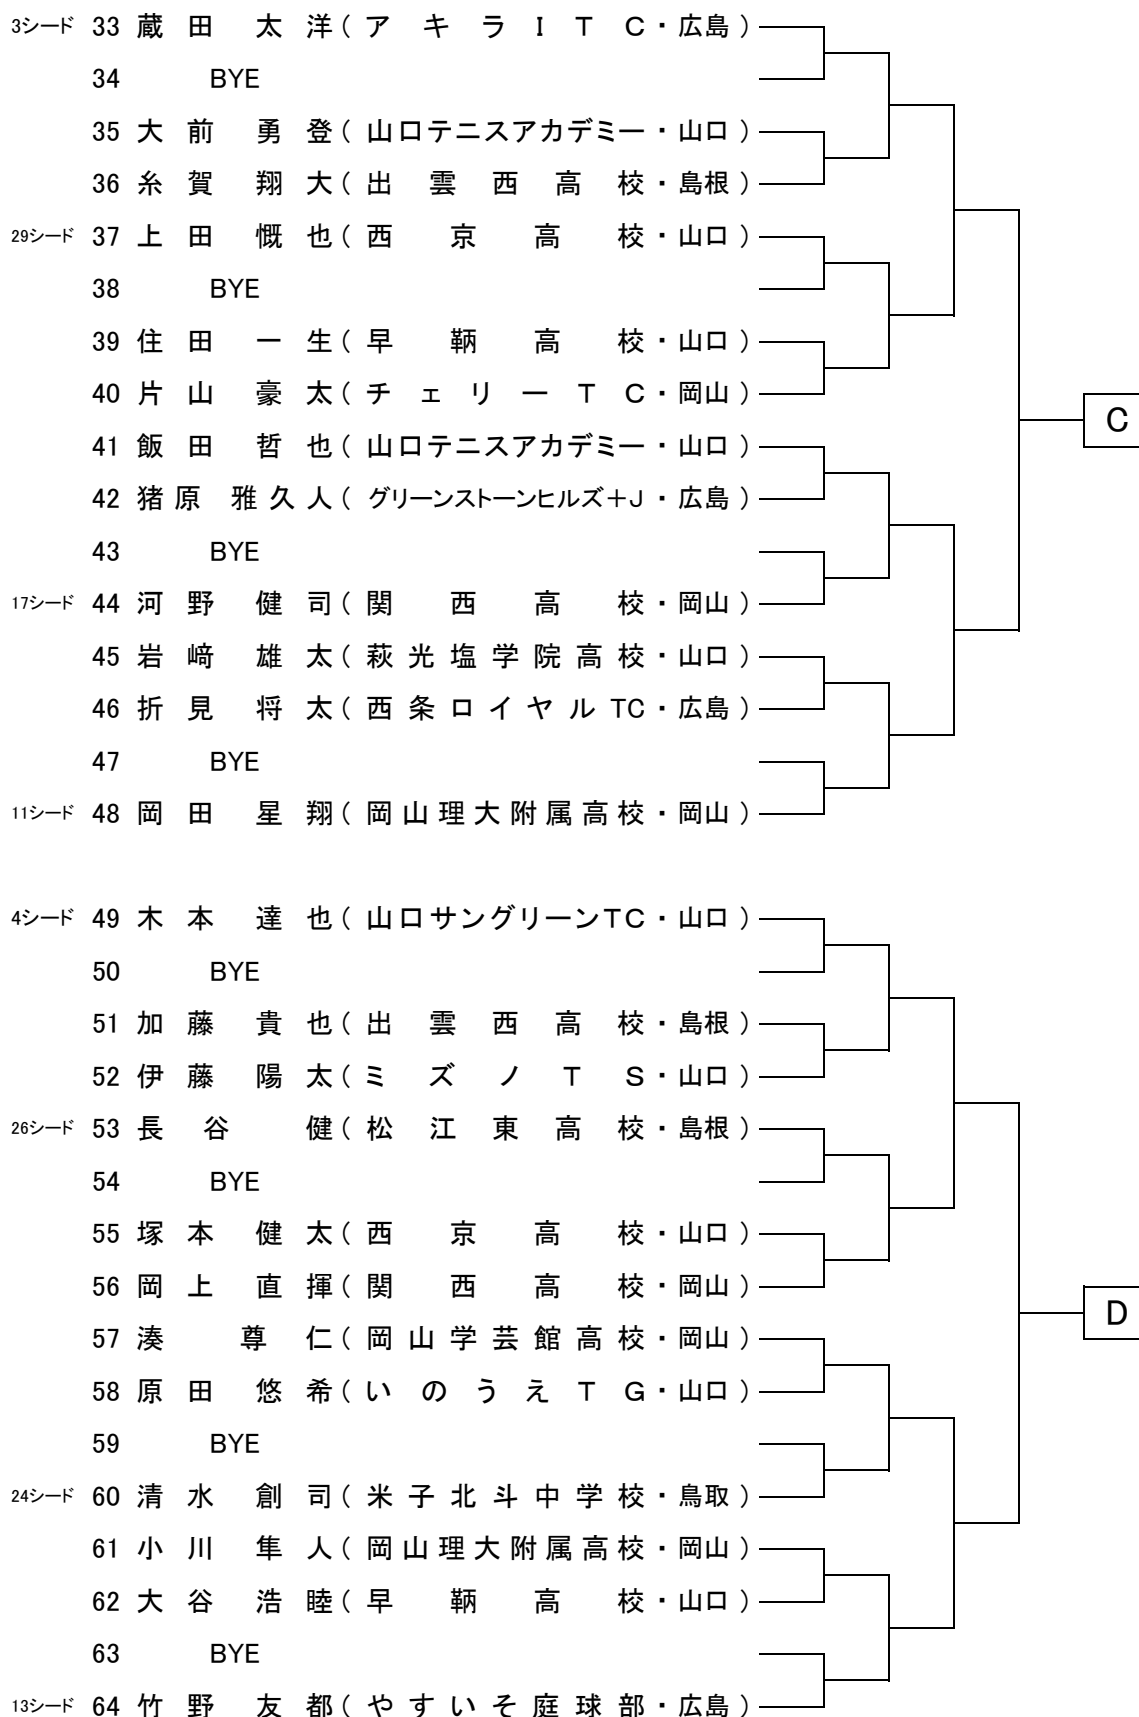 3シード 33 蔵田 太洋 ( アキラITC・広島 )
34 BYE
35 大前 勇登 ( 山口テニスアカデミー・山口 )
36 糸賀 翔大 ( 出雲西高校・島根 )
29シード 37 上田 慨也 ( 西京高校・山口 )
38 BYE
39 住田 一生 ( 早鞆高校・山口 )
40 片山 豪太 ( チェリーTC・岡山 )
C
41 飯田 哲也 ( 山口テニスアカデミー・山口 )
42 猪原 雅久人 ( グリーンストーンヒルズ+J・広島 )
43 BYE
17シード 44 河野 健司 ( 関西高校・岡山 )
45 岩﨑 雄太 ( 萩光塩学院高校・山口 )
46 折見 将太 ( 西条ロイヤルTC・広島 )
47 BYE
11シード 48 岡田 星翔 ( 岡山理大附属高校・岡山 )
4シード 49 木本 達也 ( 山口サングリーンTC・山口 )
50 BYE
51 加藤 貴也 ( 出雲西高校・島根 )
52 伊藤 陽太 ( ミズノTS・山口 )
26シード 53 長谷 健 ( 松江東高校・島根 )
54 BYE
55 塚本 健太 ( 西京高校・山口 )
56 岡上 直揮 ( 関西高校・岡山 )
D
57 湊 尊仁 ( 岡山学芸館高校・岡山 )
58 原田 悠希 ( いのうえTG・山口 )
59 BYE
24シード 60 清水 創司 ( 米子北斗中学校・鳥取 )
61 小川 隼人 ( 岡山理大附属高校・岡山 )
62 大谷 浩睦 ( 早鞆高校・山口 )
63 BYE
13シード 64 竹野 友都 ( やすいそ庭球部・広島 )